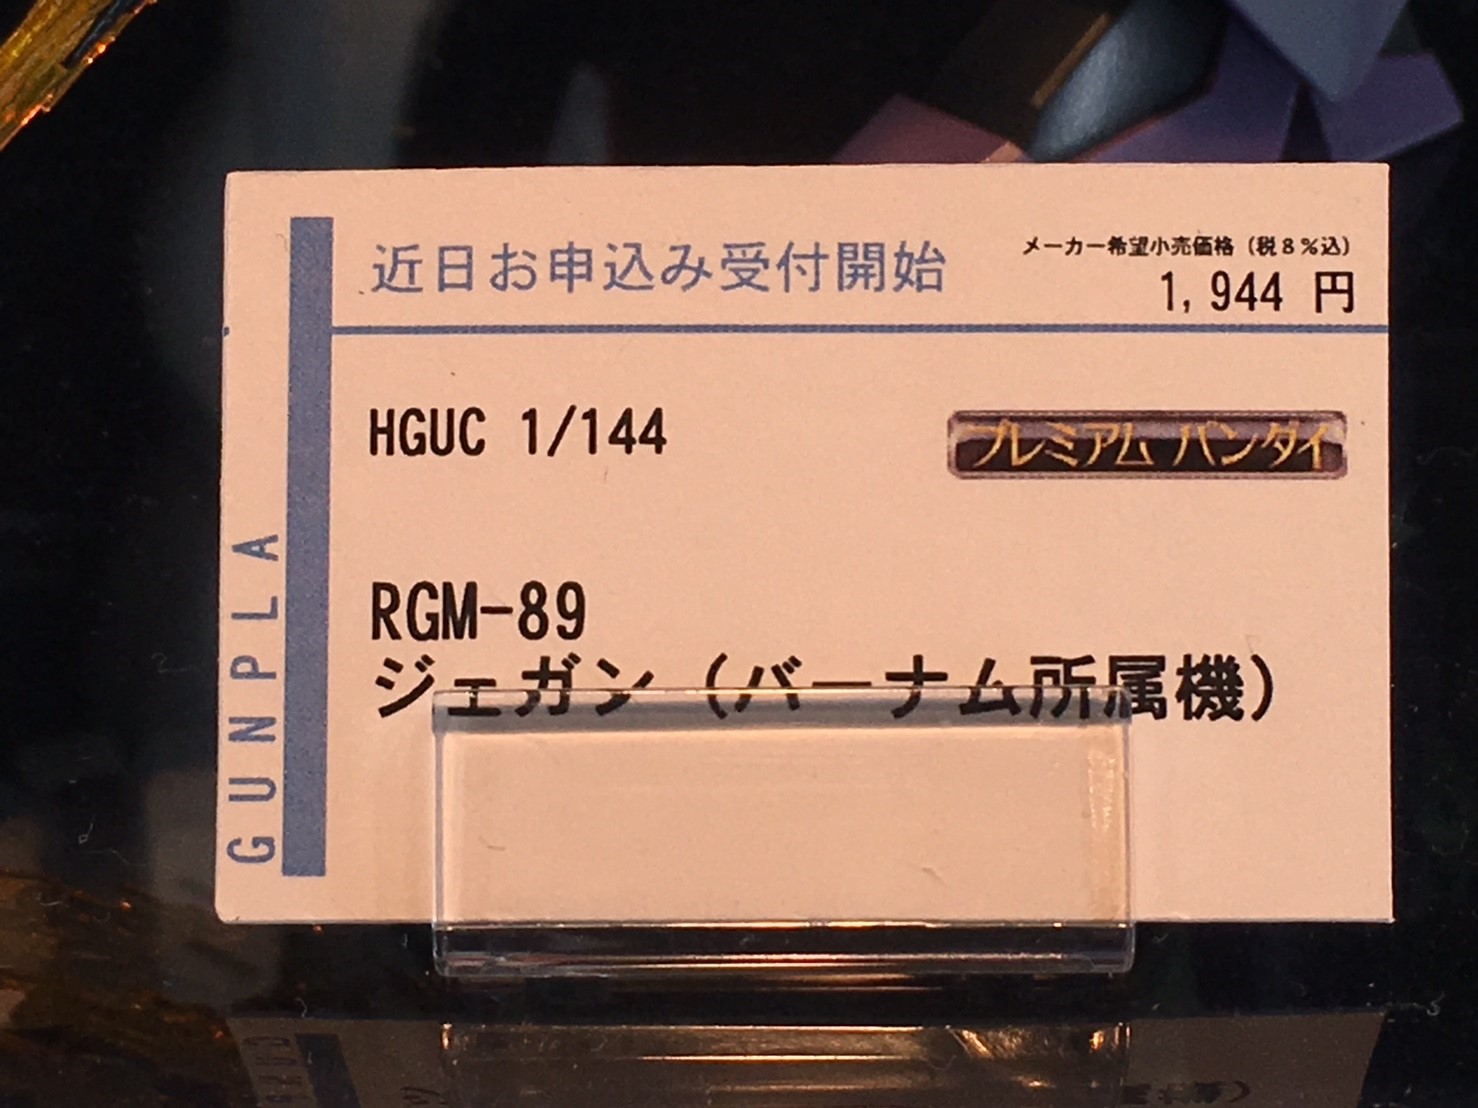 近日お申込み受付開始
メーカー希望小売価格（税8%込）
1,944 円
HGUC 1/144
プレミアム バンダイ
RGM-89
ジェガン（バーナム所属機）
GUNPLA